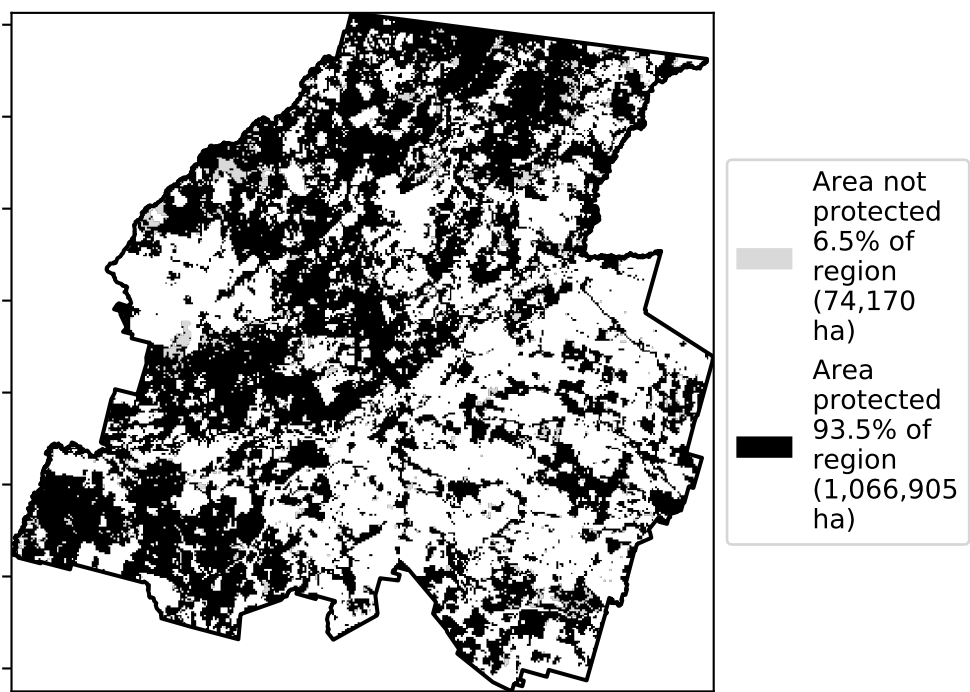 Area not
protected
6.5% of
region
(74,170
ha)
Area
protected
93.5% of
region
(1,066,905
ha)